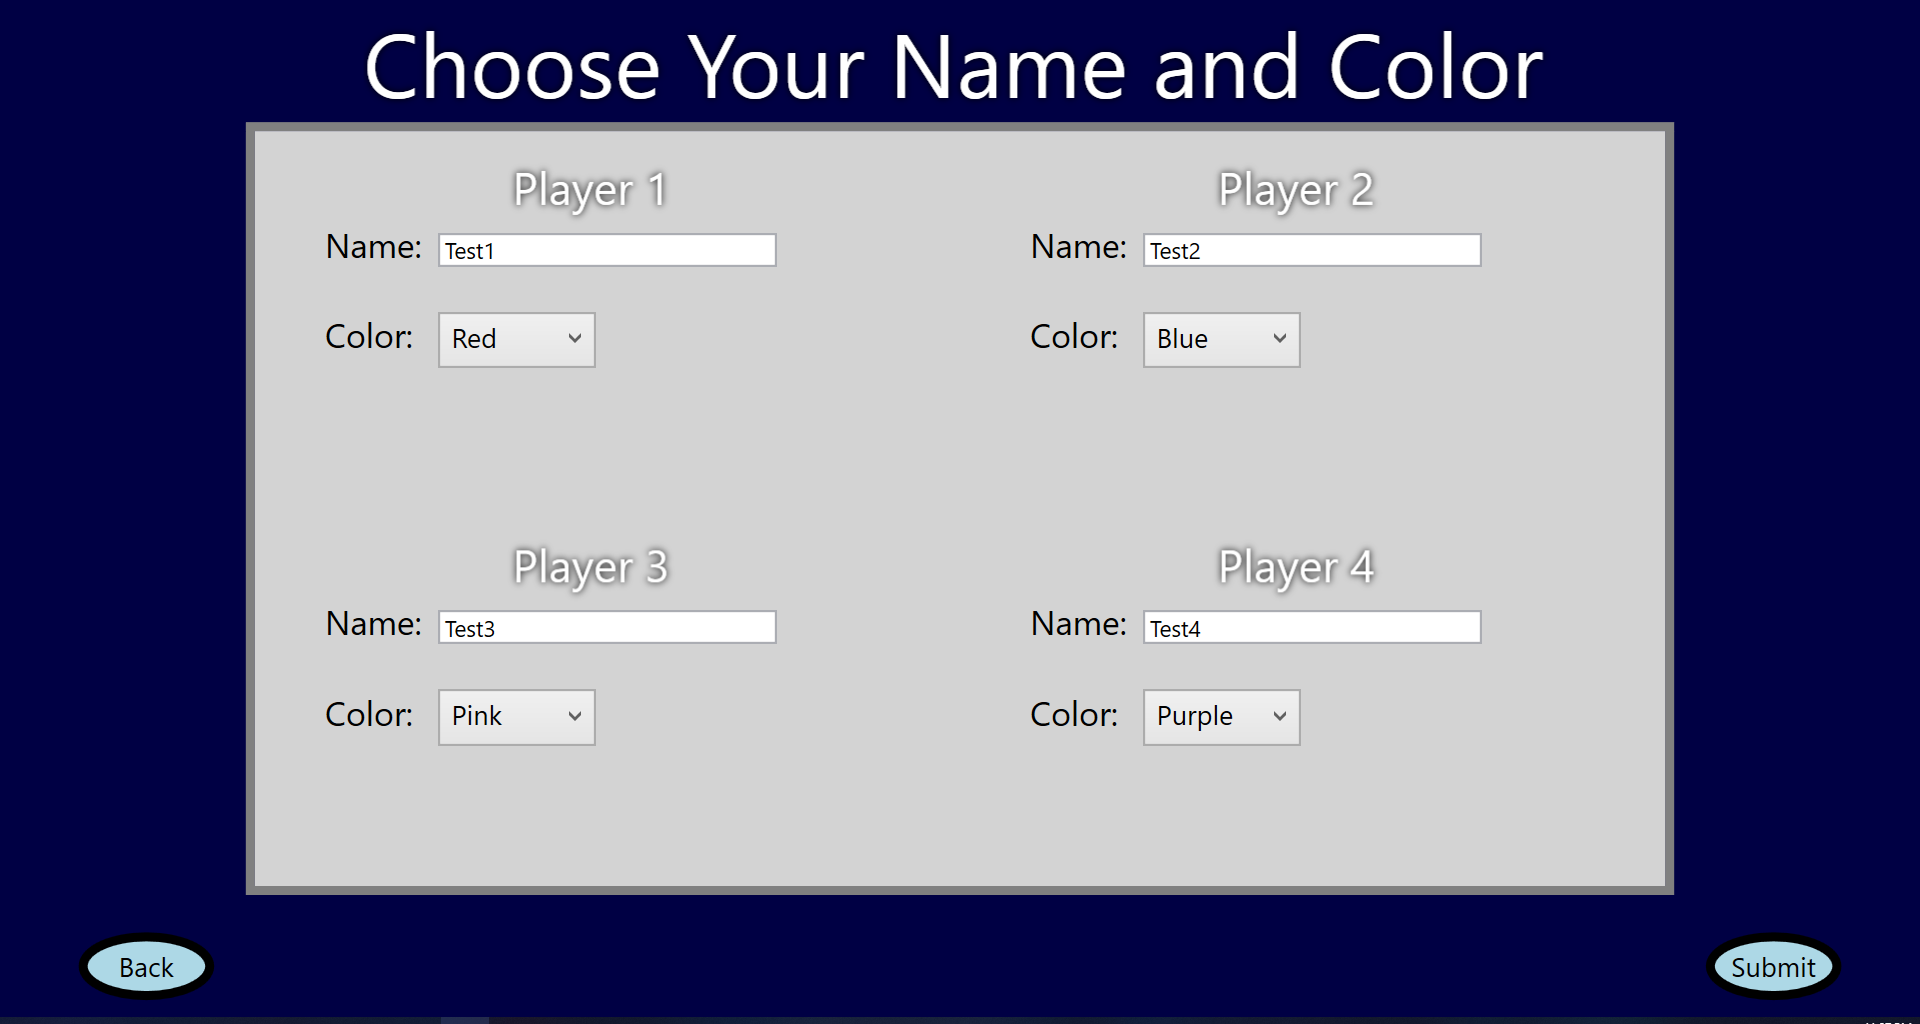 Choose Your Name and Color
Player 1
Name: Test1
Color: Red
Player 2
Name: Test2
Color: Blue
Player 3
Name: Test3
Color: Pink
Player 4
Name: Test4
Color: Purple
Back
Submit